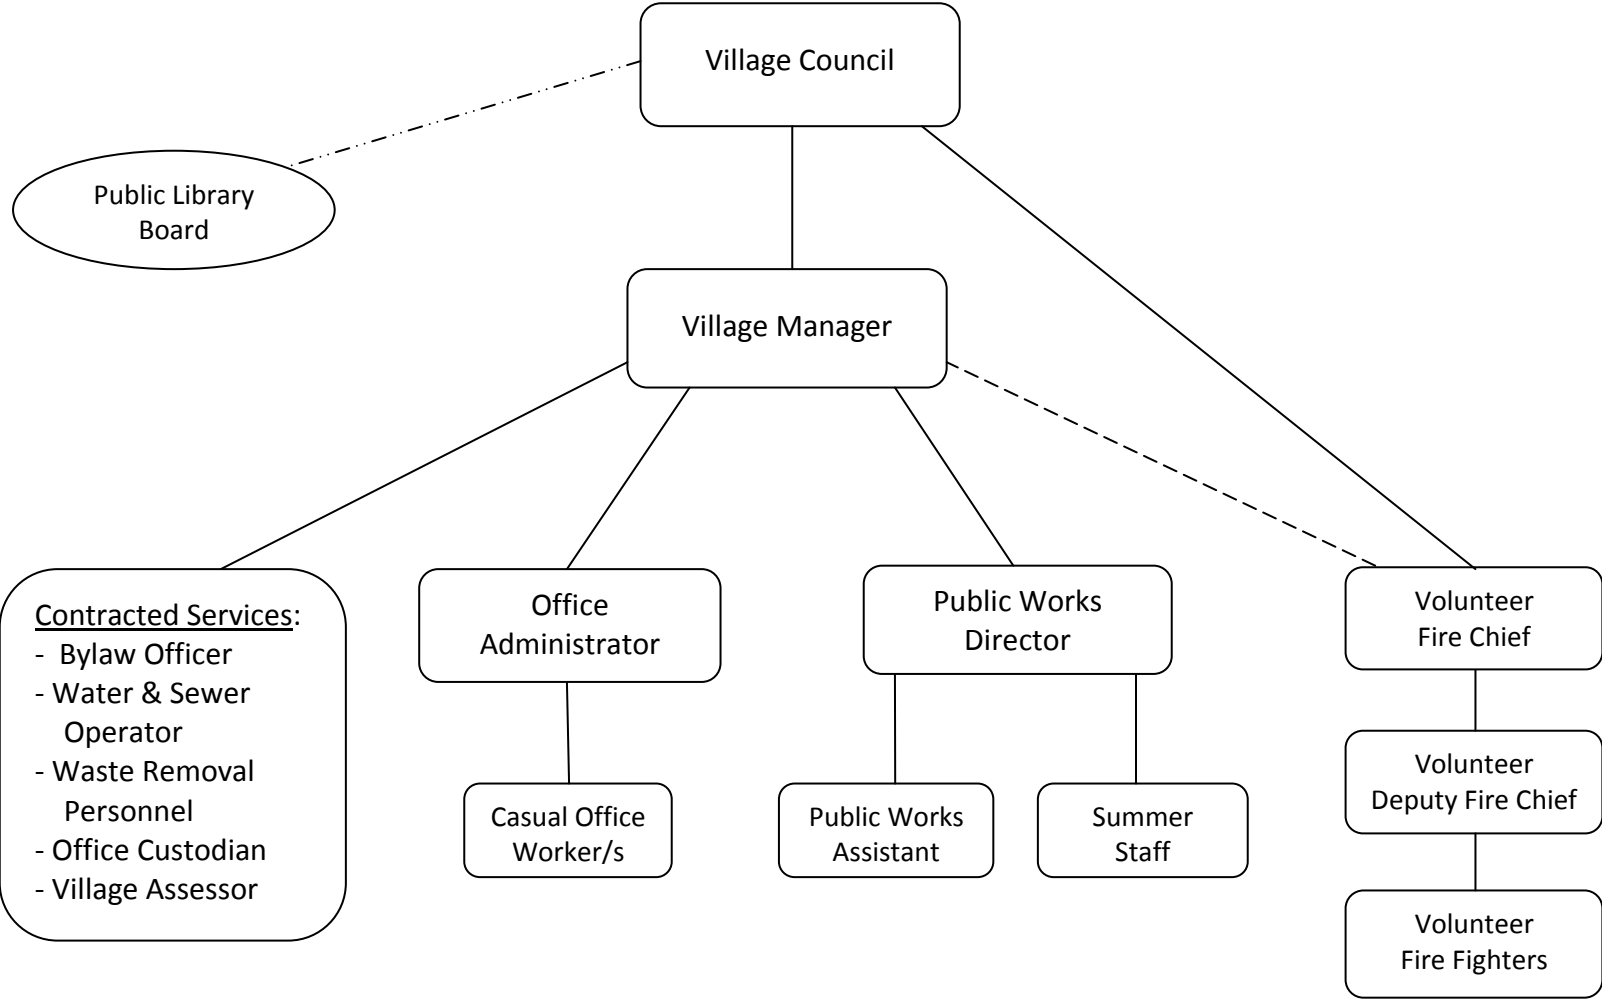 Village Council
Public Library
Board
Village Manager
Contracted Services:
- Bylaw Officer
- Water & Sewer
Operator
- Waste Removal
Personnel
- Office Custodian
- Village Assessor
Office
Administrator
Casual Office
Worker/s
Public Works
Director
Public Works
Assistant
Summer
Staff
Volunteer
Fire Chief
Volunteer
Deputy Fire Chief
Volunteer
Fire Fighters